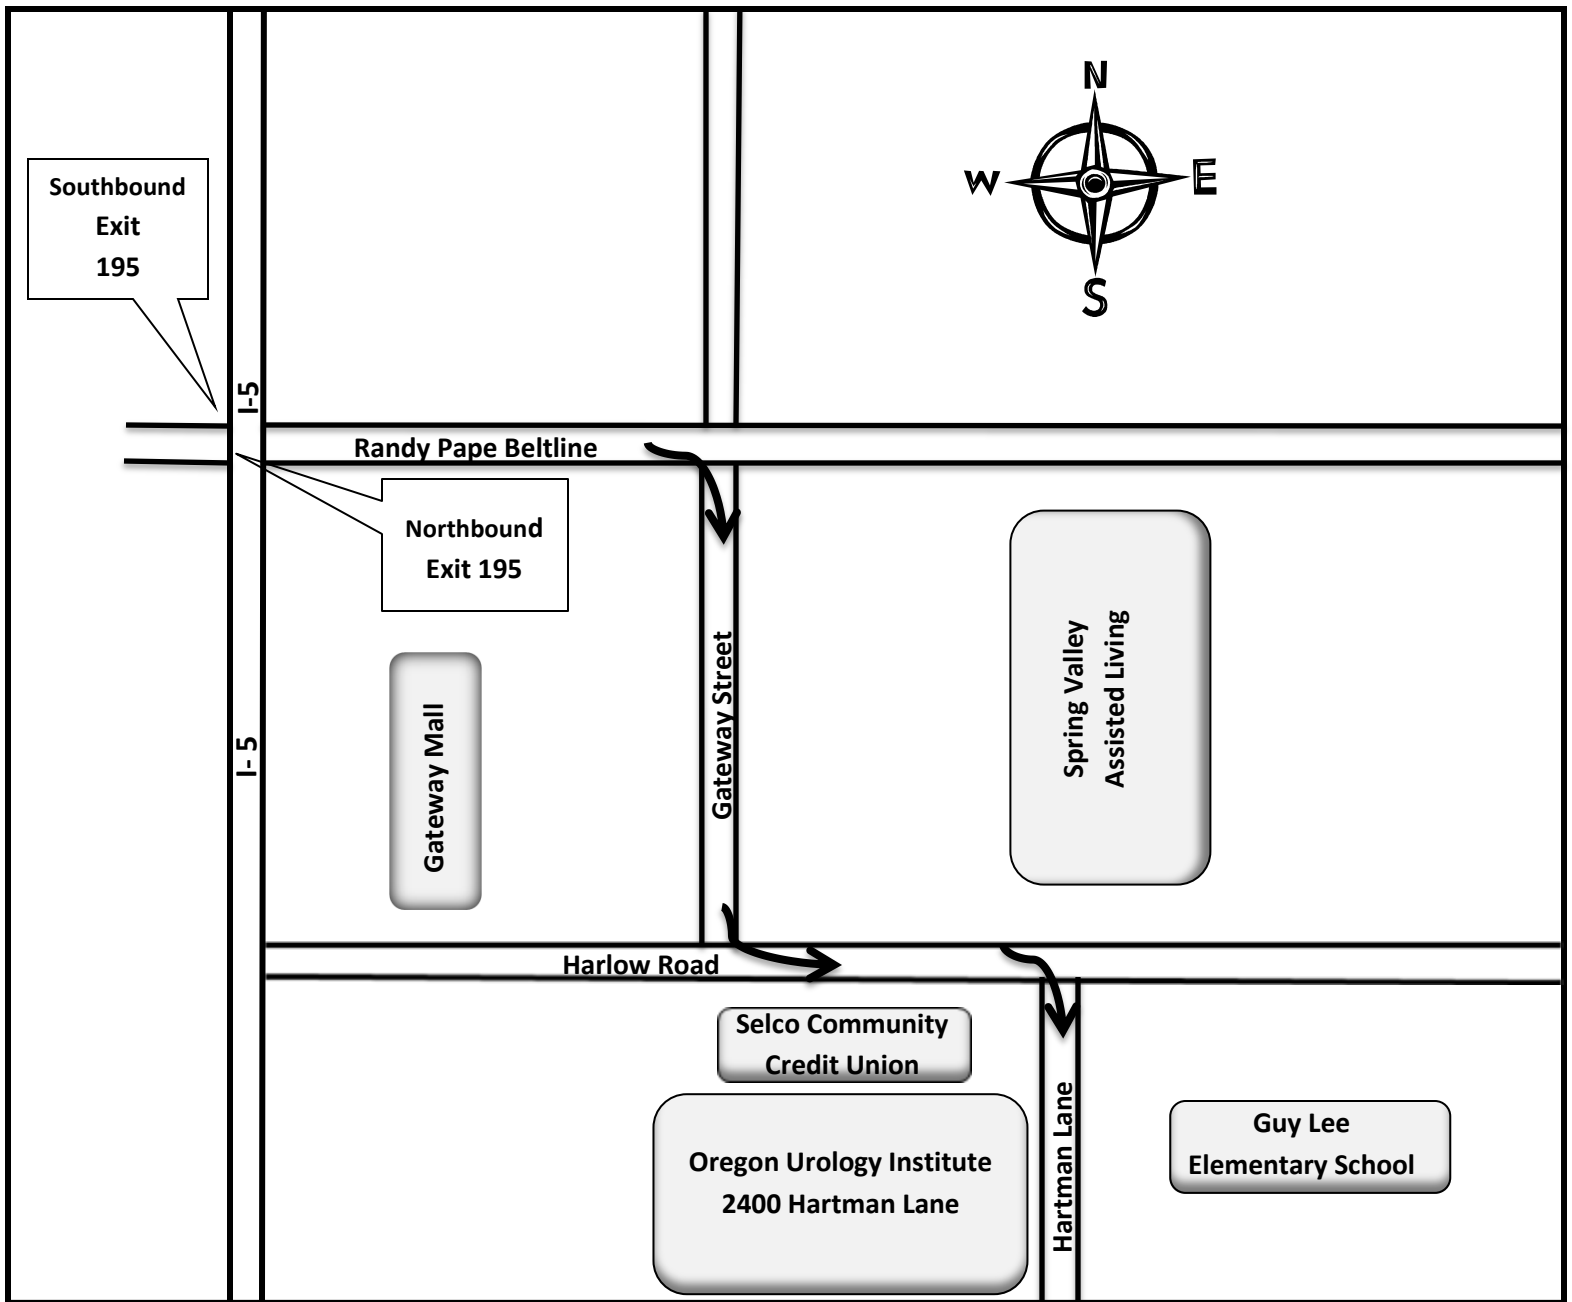 N
W
E
S
Southbound
Exit
195
I-5
Randy Pape Beltline
Northbound
Exit 195
Gateway Street
Spring Valley
Assisted Living
Gateway Mall
I- 5
Harlow Road
Selco Community
Credit Union
Oregon Urology Institute
2400 Hartman Lane
Hartman Lane
Guy Lee
Elementary School